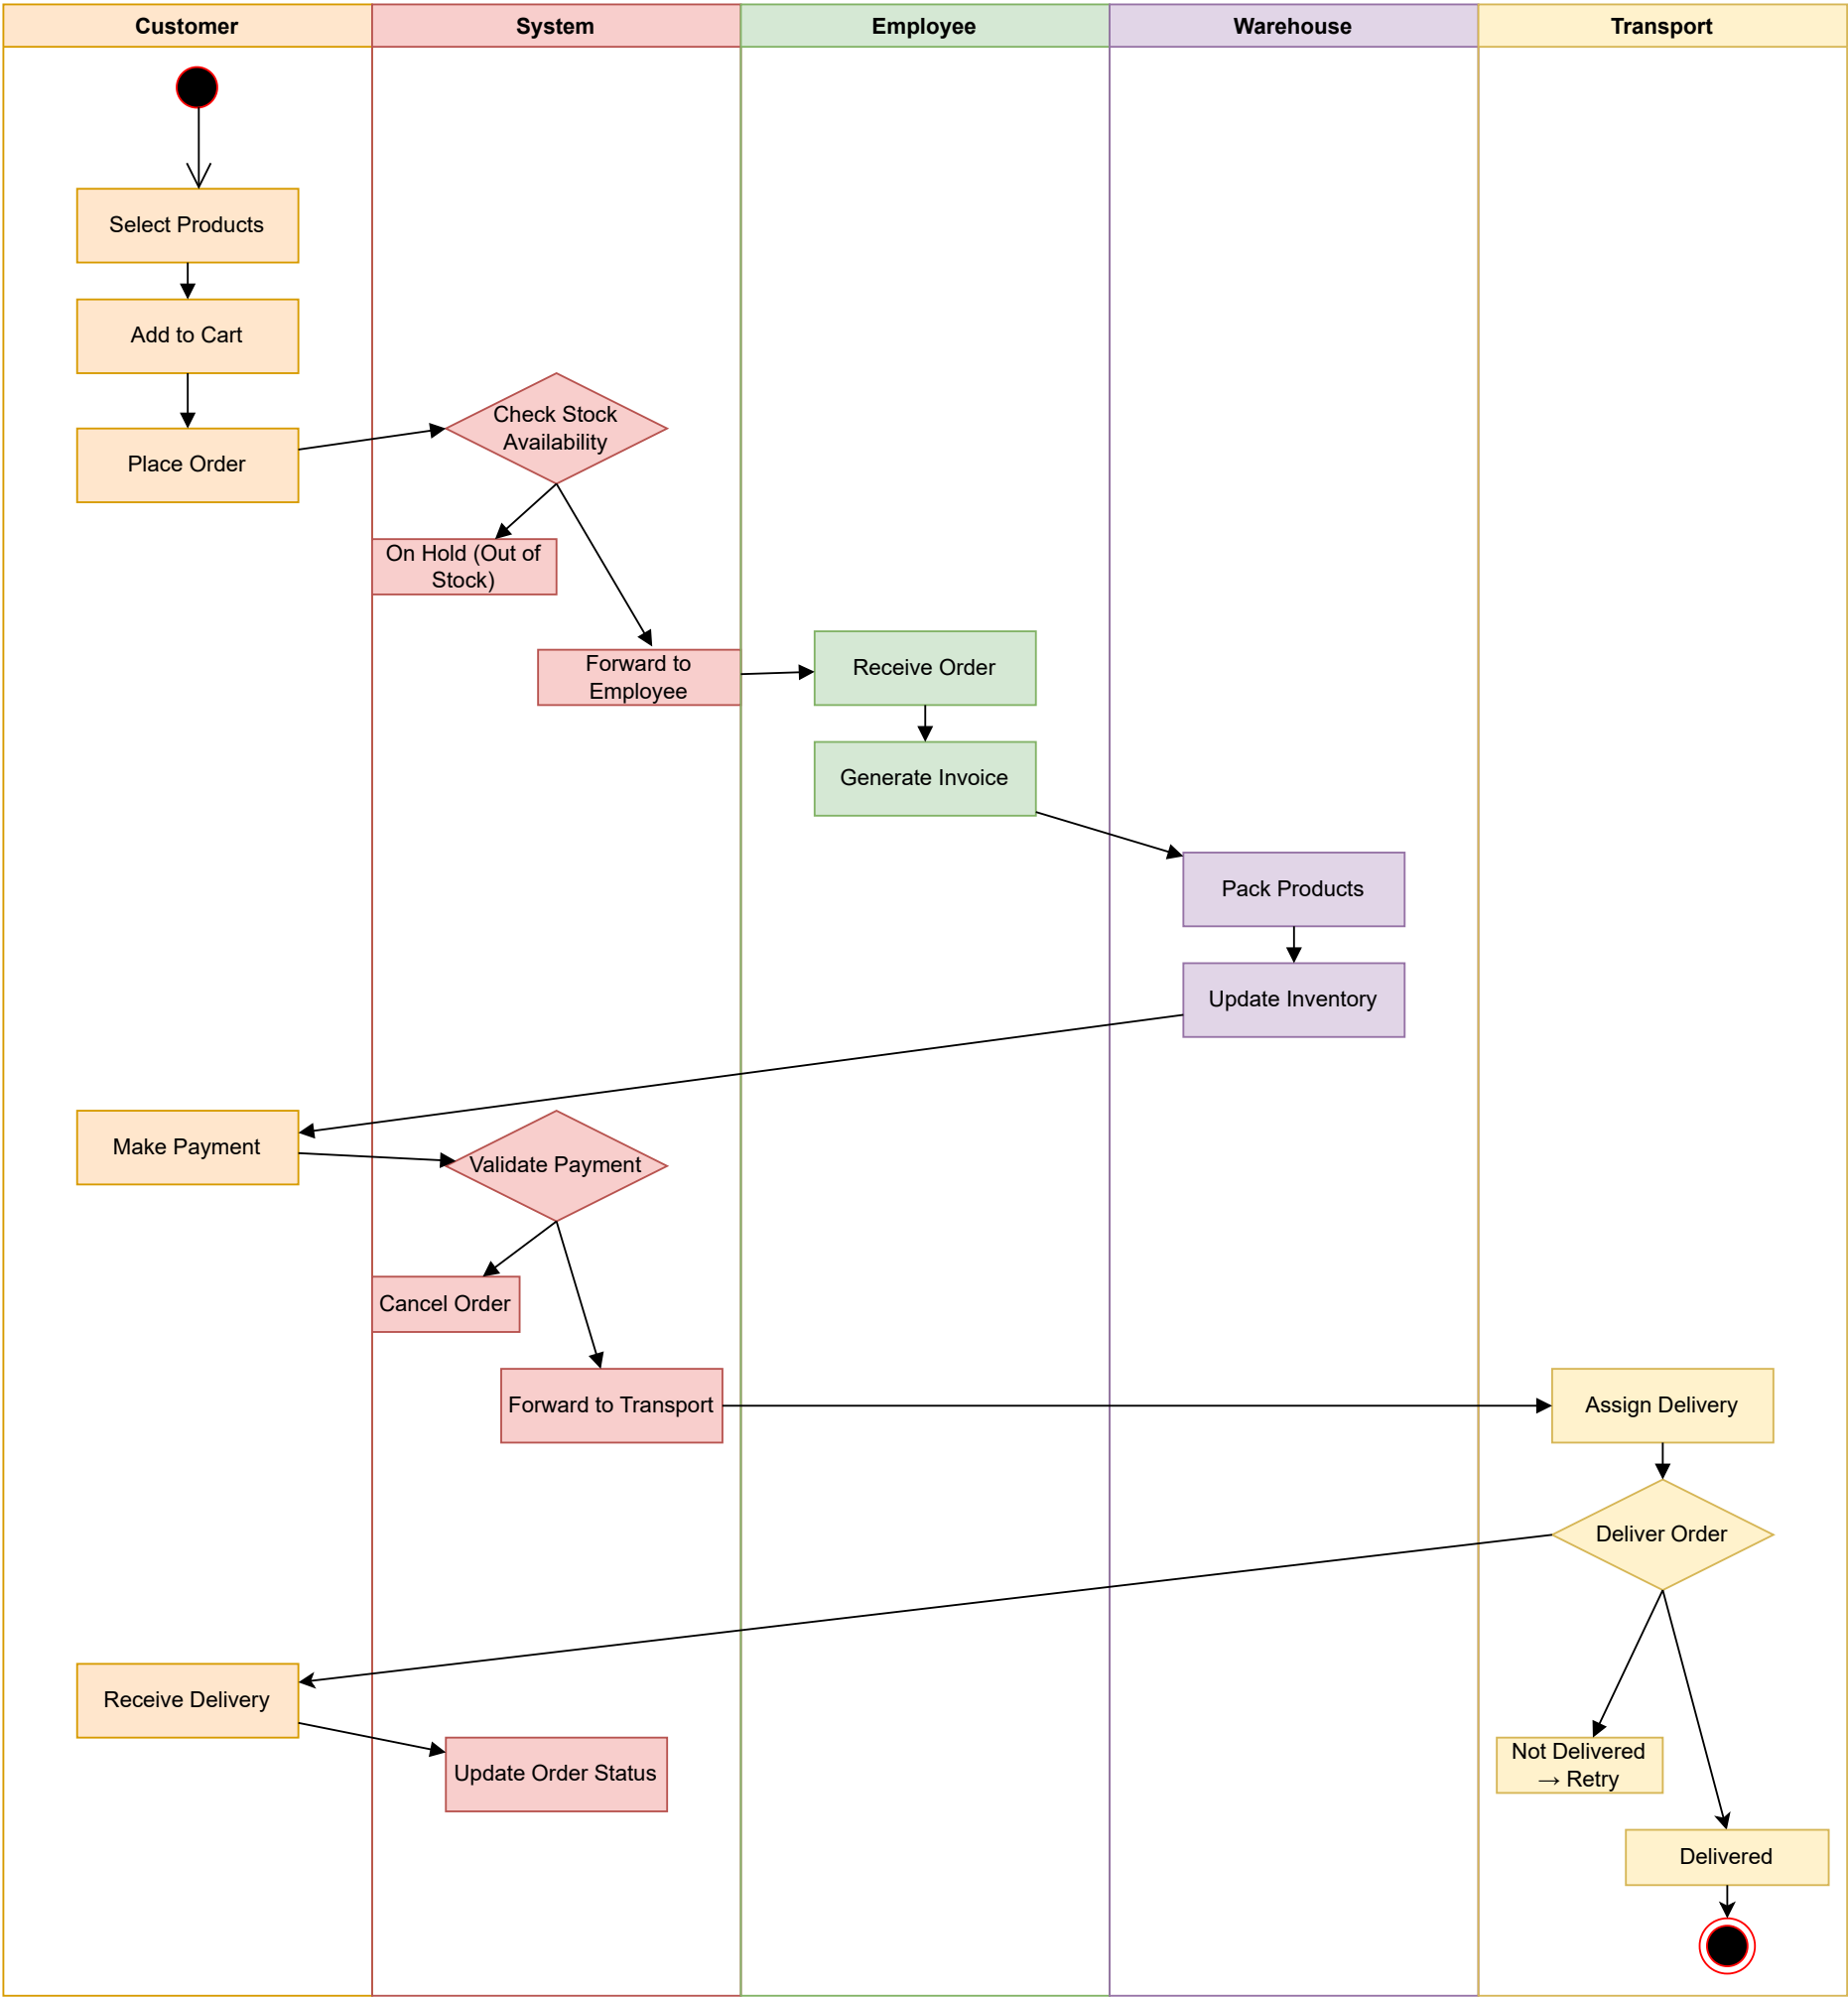 Customer
System
Employee
Warehouse
Transport
Select Products
Add to Cart
Check Stock
Availability
Place Order
On Hold (Out of
Stock)
Forward to
Employee
Receive Order
Generate Invoice
Pack Products
Update Inventory
Make Payment
Validate Payment
Cancel Order
Forward to Transport
Assign Delivery
Deliver Order
Receive Delivery
Update Order Status
Not Delivered
→ Retry
Delivered